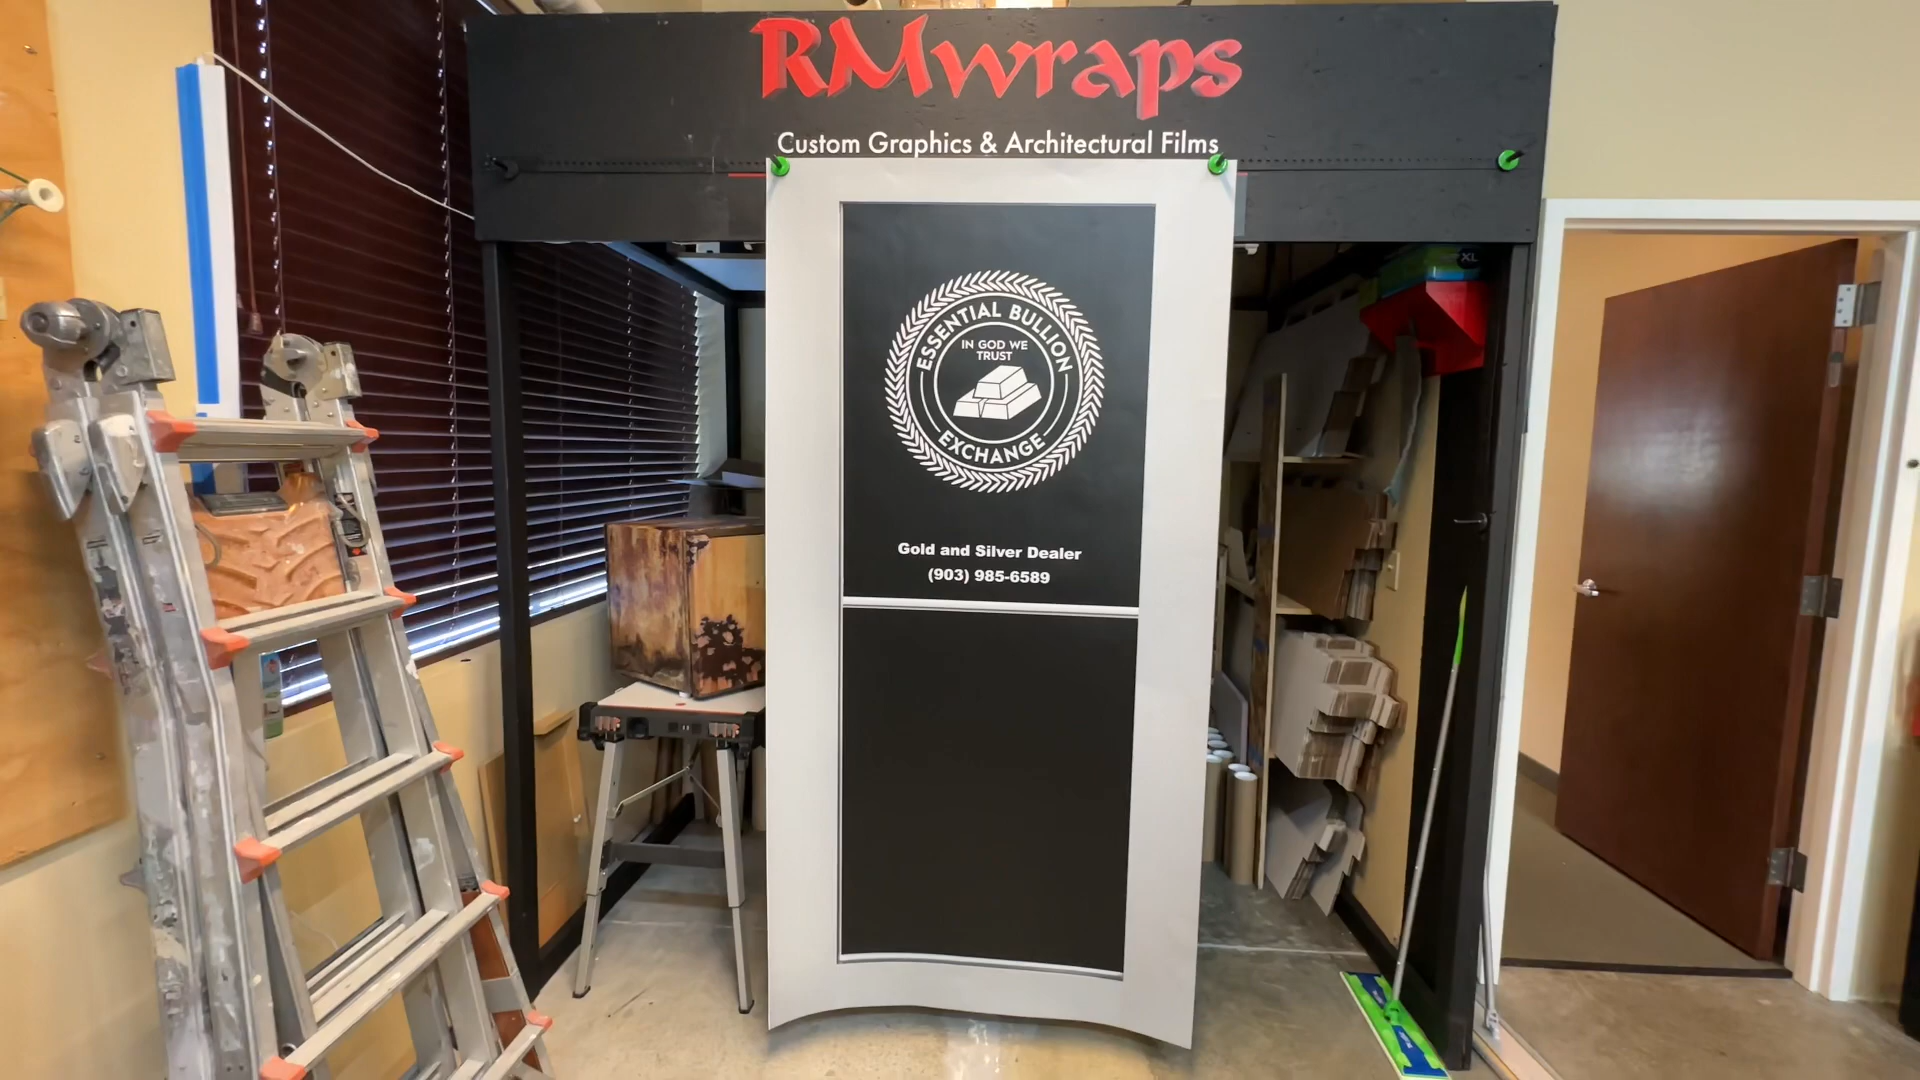 RMwraps
Custom Graphics & Architectural Films
XL
ESSENTIAL BULLION
IN GOD WE
TRUST
EXCHANGE
Gold and Silver Dealer
(903) 985-6589